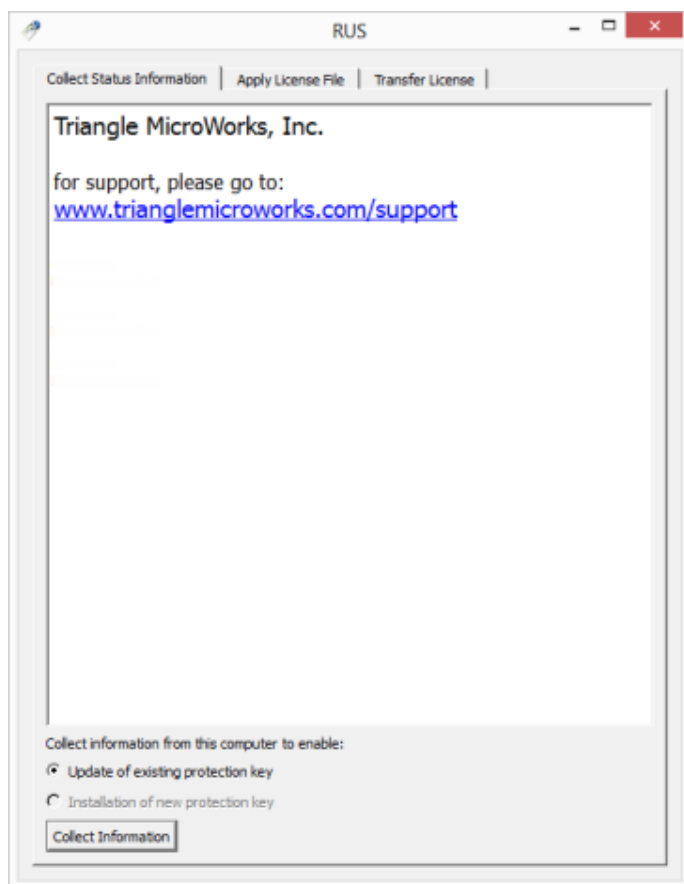 RUS
Collect Status Information
Apply License File
Transfer License
Triangle MicroWorks, Inc.
for support, please go to:
www.trianglemicroworks.com/support
Collect information from this computer to enable:
Update of existing protection key
Installation of new protection key
Collect Information